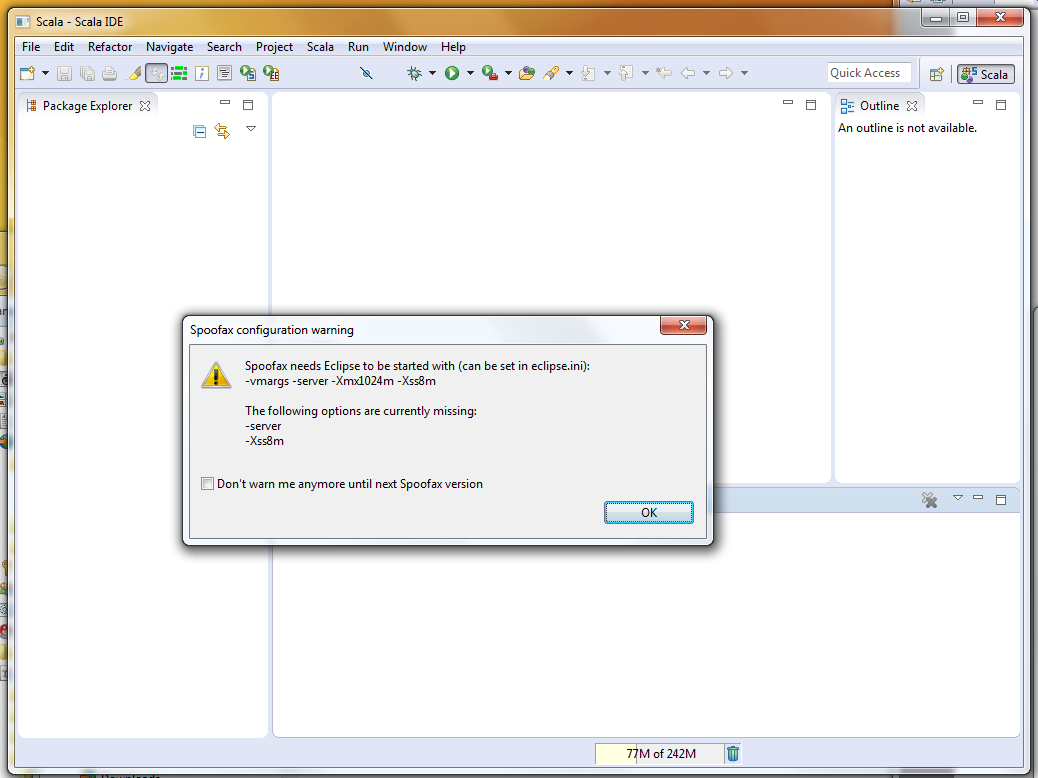 Scala - Scala IDE
File Edit Refactor Navigate Search Project Scala Run Window Help
Quick Access
Scala
Package Explorer
Outline
An outline is not available.
Spoofax configuration warning
Spoofax needs Eclipse to be started with (can be set in eclipse.ini):
-vmargs -server -Xmx1024m -Xss8m
The following options are currently missing:
-server
-Xss8m
Don't warn me anymore until next Spoofax version
OK
77M of 242M